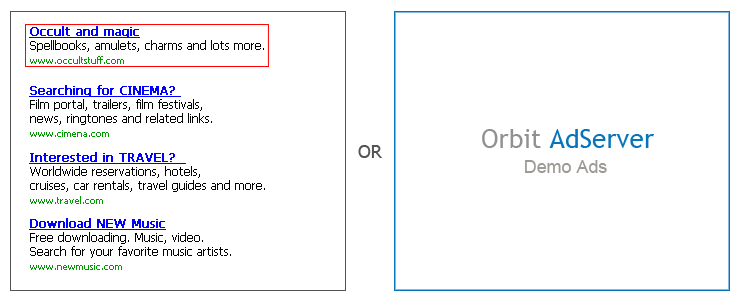 Occult and magic
Spellbooks, amulets, charms and lots more.
www.occultstuff.com
Searching for CINEMA?
Film portal, trailers, film festivals,
news, ringtones and related links.
www.cimena.com
Interested in TRAVEL?
Worldwide reservations, hotels,
cruises, car rentals, travel guides and more.
www.travel.com
Download NEW Music
Free downloading. Music, video.
Search for your favorite music artists.
www.newmusic.com
OR
Orbit AdServer
Demo Ads